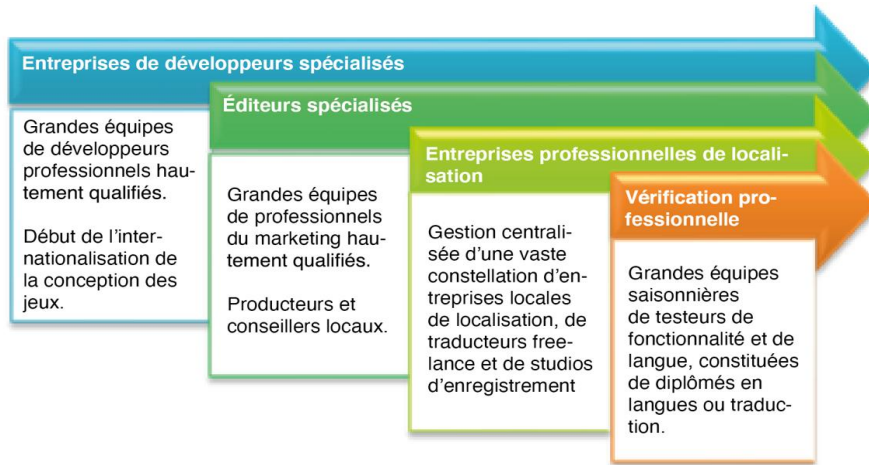 Entreprises de développeurs spécialisés
Grandes équipes
de développeurs
professionnels hau-
tement qualifiés.
Début de l'inter-
nationalisation de
la conception des
jeux.
Éditeurs spécialisés
Grandes équipes
de professionnels
du marketing hau-
tement qualifiés.
Producteurs et
conseillers locaux.
Entreprises professionnelles de locali-
sation
Gestion centrali-
sée d'une vaste
constellation d'en-
treprises locales
de localisation, de
traducteurs free-
lance et de studios
d'enregistrement
Vérification pro-
fessionnelle
Grandes équipes
saisonnières
de testeurs de
fonctionnalité et de
langue, constituées
de diplômés en
langues ou traduc-
tion.